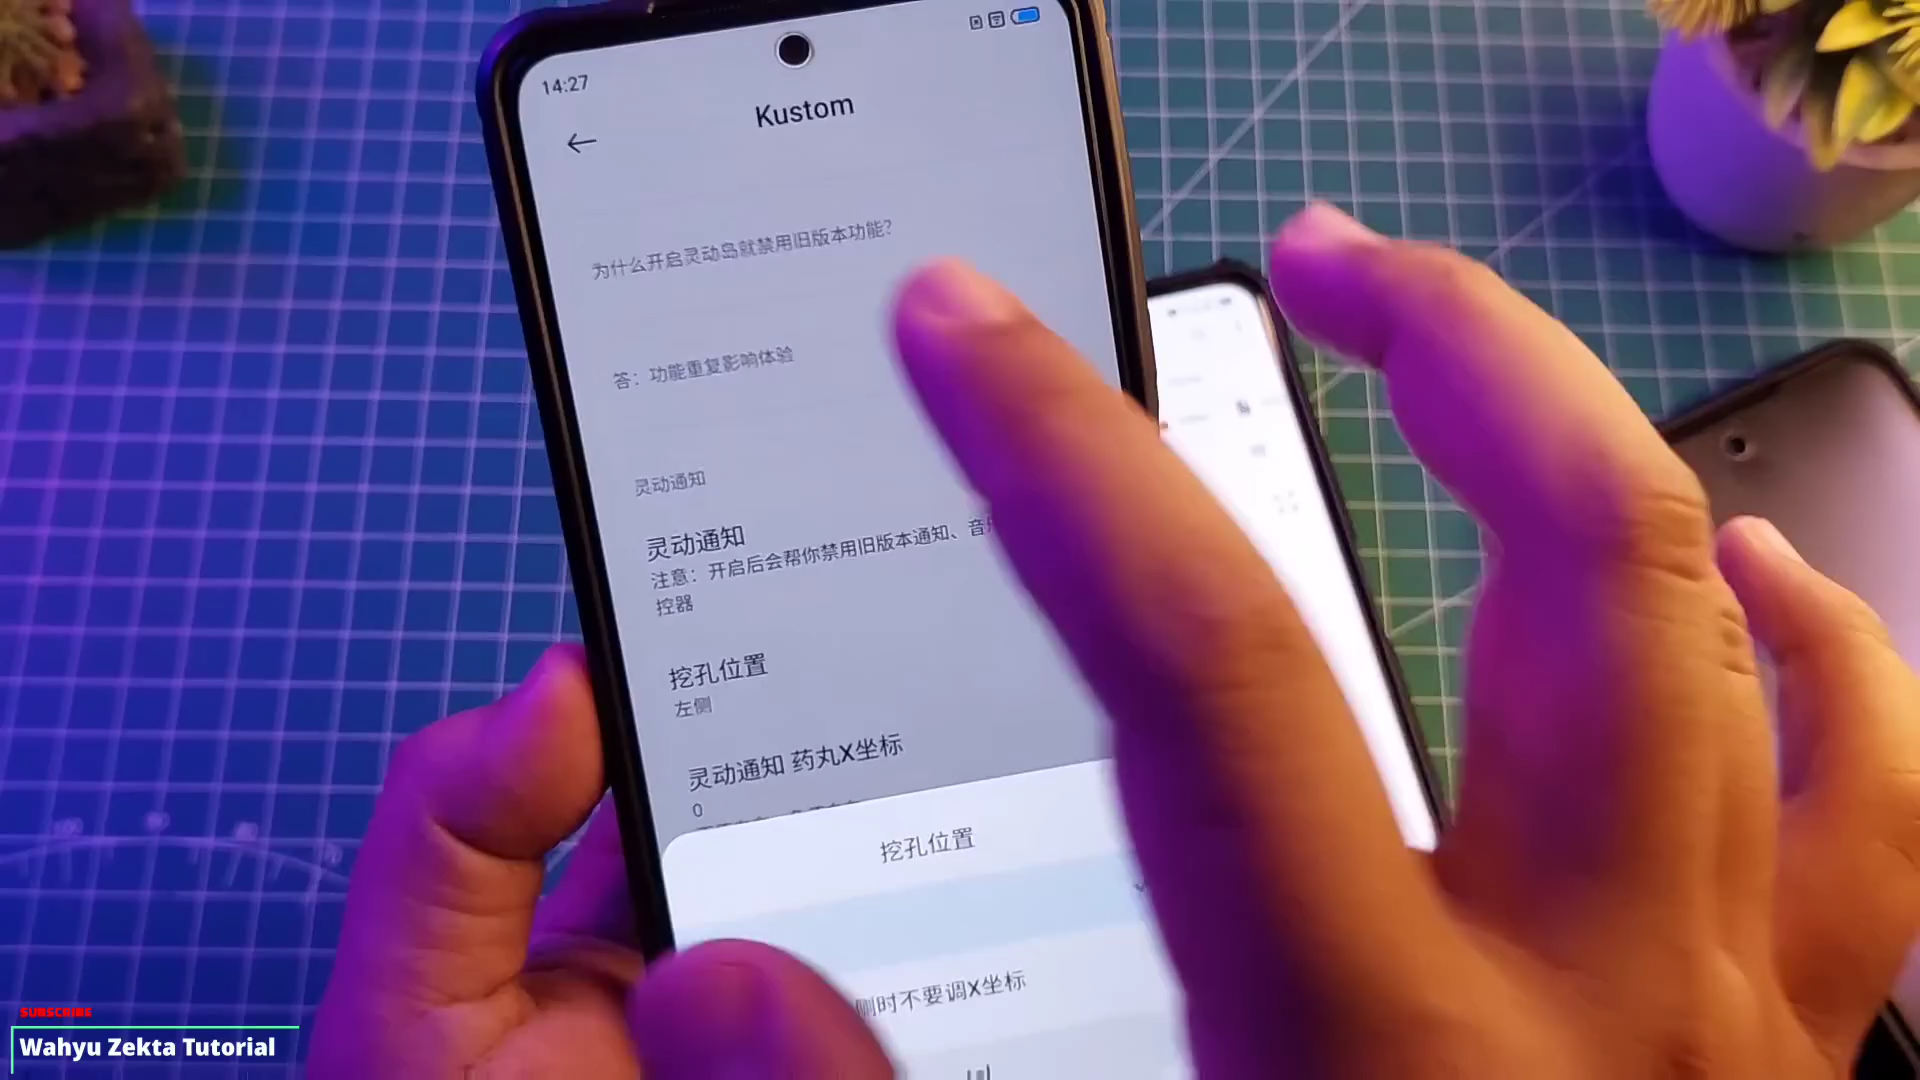 14:27
Kustom
为什么开启灵动岛就禁用旧版本功能?
答：功能重复影响体验
灵动通知
灵动通知
注意：开启后会帮你禁用旧版本通知、音
控器
挖孔位置
左侧
灵动通知 药丸X坐标
0
挖孔位置
侧时不要调X坐标
SUBSCRIBE
Wahyu Zekta Tutorial